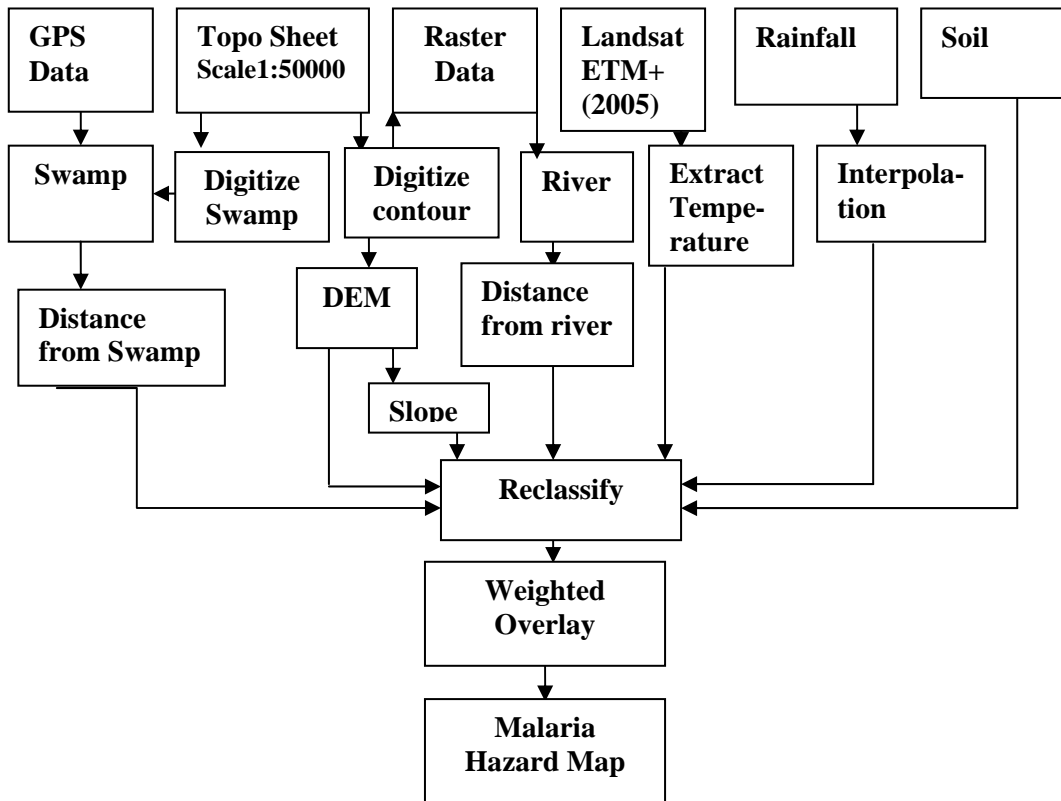 GPS
Data
Topo Sheet
Scale1:50000
Raster
Data
Landsat
ETM+
(2005)
Rainfall
Soil
Swamp
Digitize
Swamp
Digitize
contour
River
Extract
Tempe-
rature
Interpola-
tion
Distance
from Swamp
DEM
Distance
from river
Slope
Reclassify
Weighted
Overlay
Malaria
Hazard Map